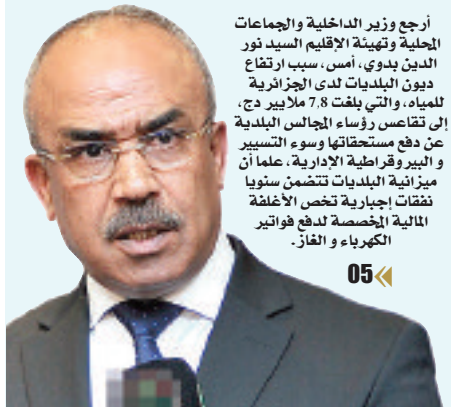 أرجع وزير الداخلية والجماعات
المحلية وتهيئة الإقليم السيد نور
الدين بدوي، أمس، سبب ارتفاع
ديون البلديات لدى الجزائرية
للمياه، والتي بلغت 7,8 ملايير دج،
إلى تقاعس رؤساء المجالس البلدية
عن دفع مستحقاتها وسوء التسيير
و البيروقراطية الإدارية، علما أن
ميزانية البلديات تتضمن سنويا
نفقات إجبارية تخص الأغلفة
المالية المخصصة لدفع فواتير
الكهرباء و الغاز.
05